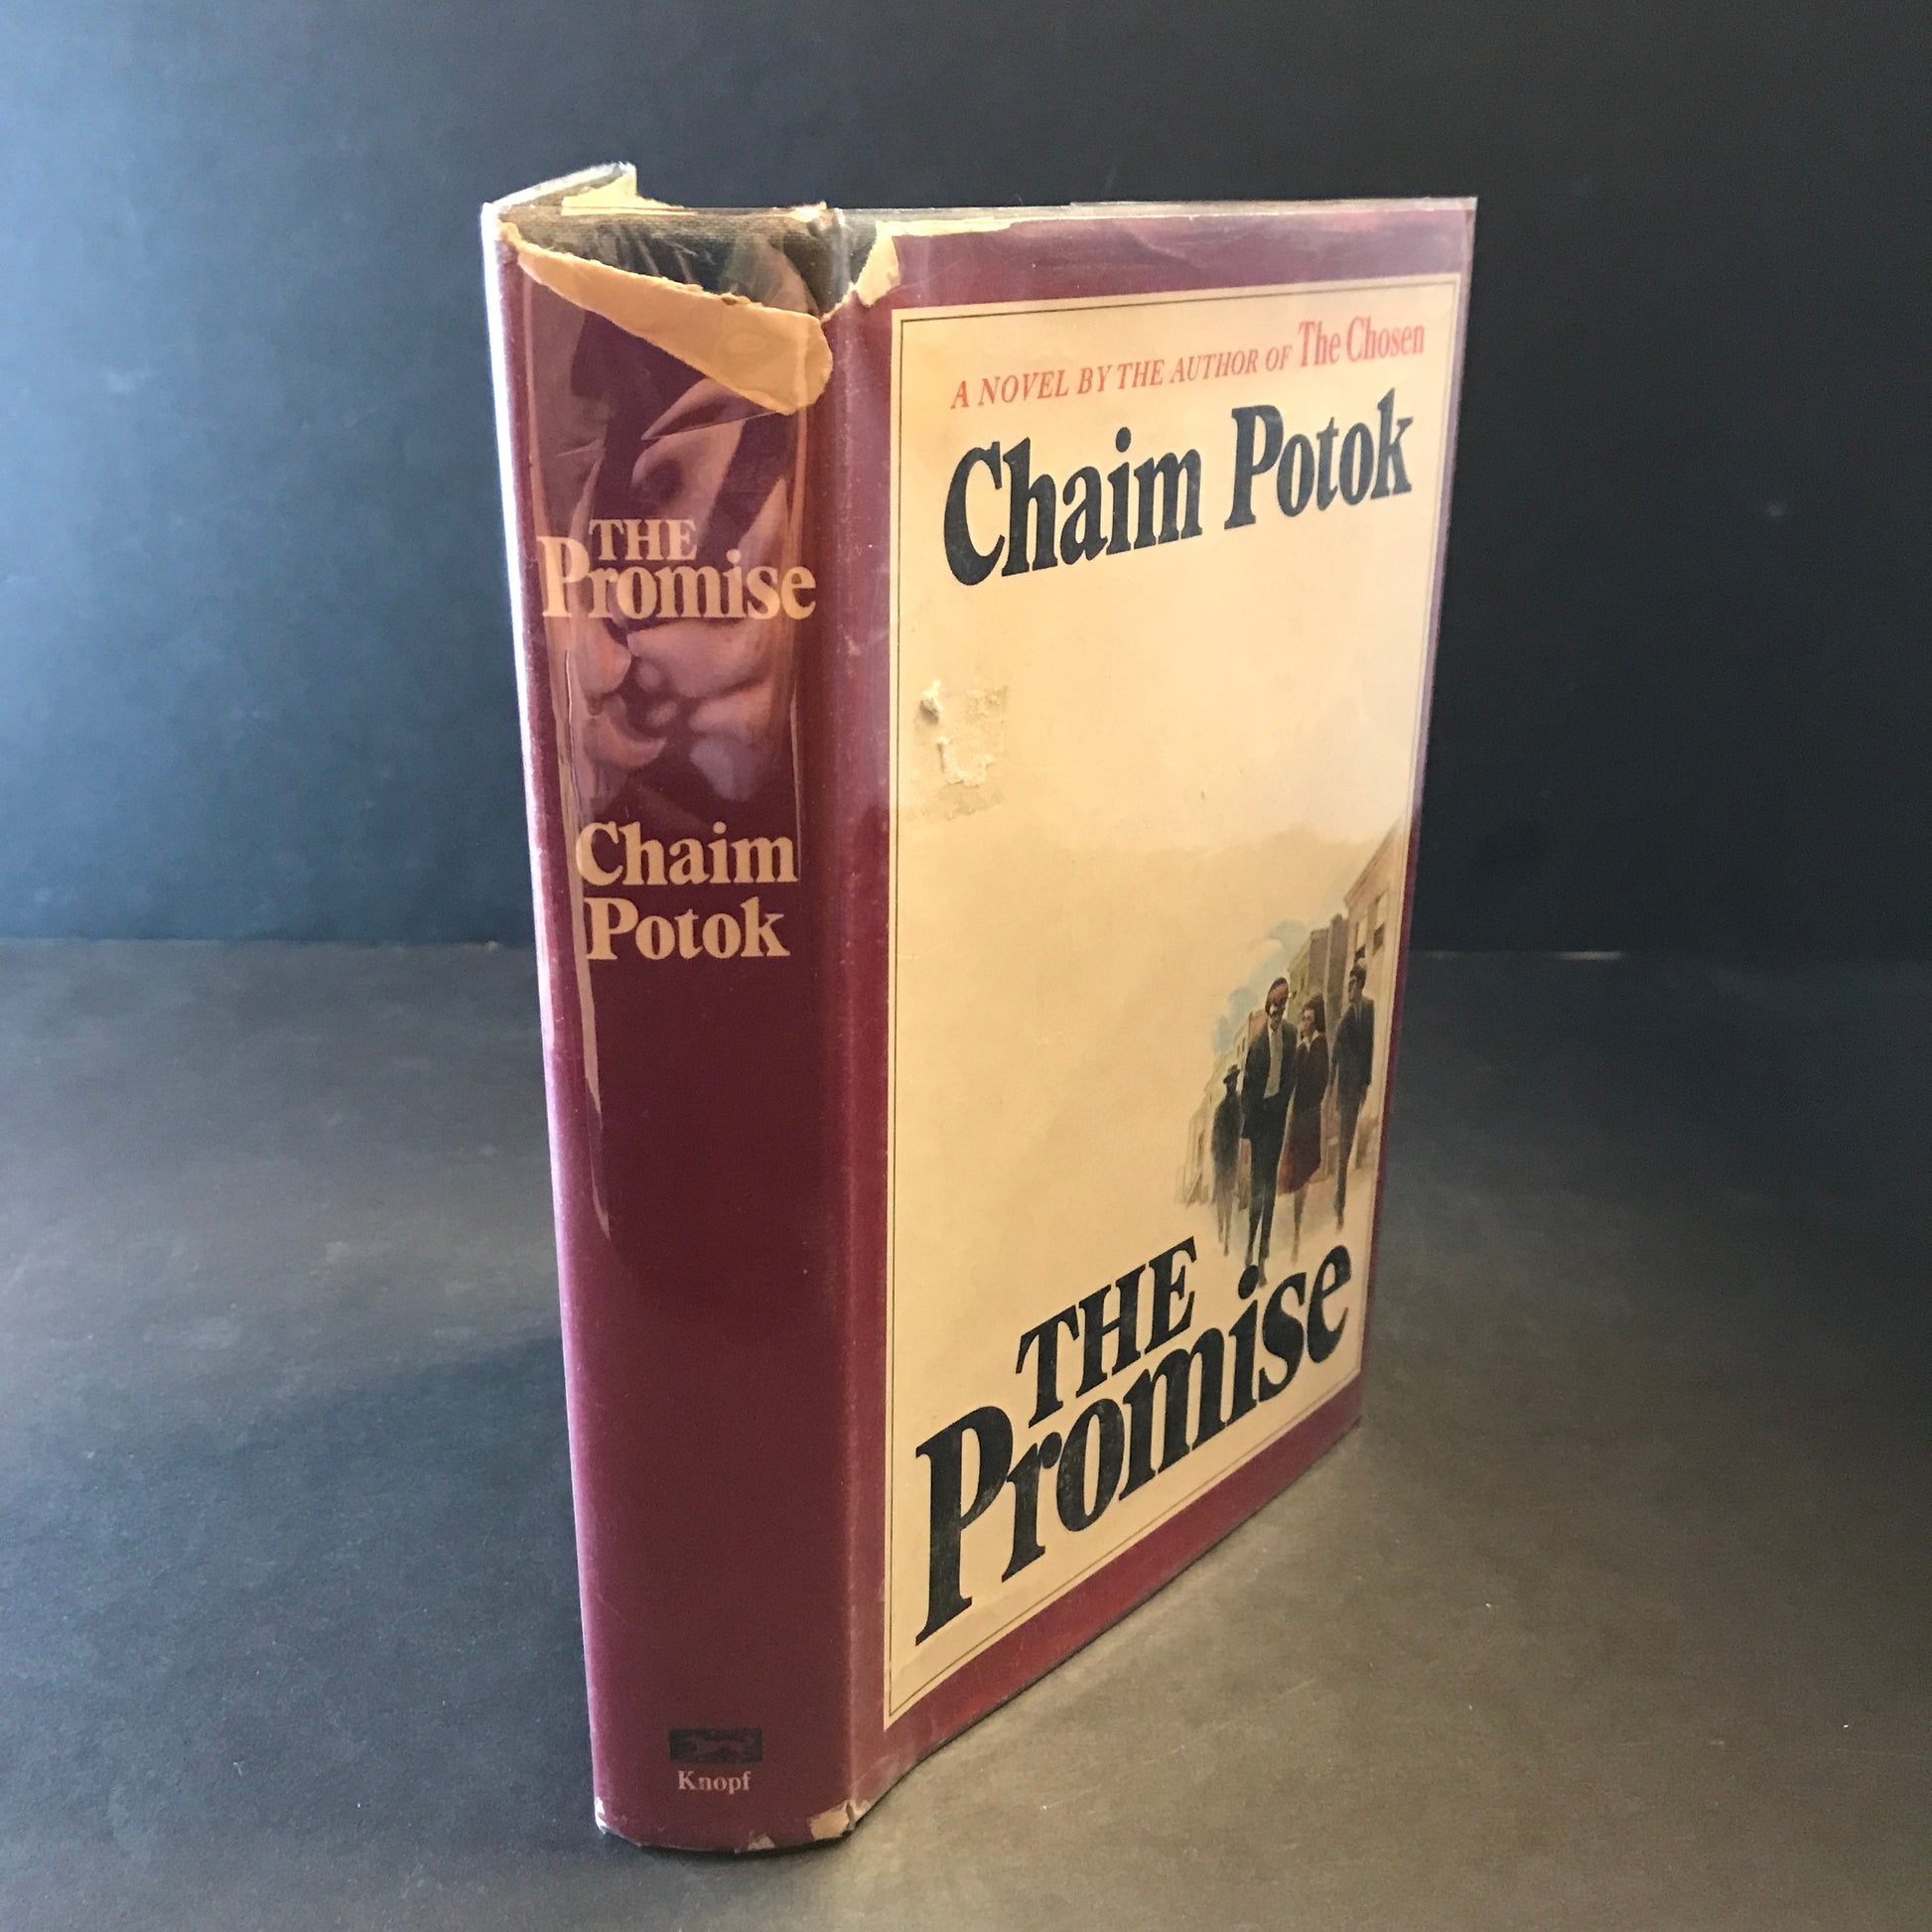 THE
Promise
Chaim
Potok
Knopf
A NOVEL BY THE AUTHOR OF The Chosen
Chaim Potok
THE
Promise